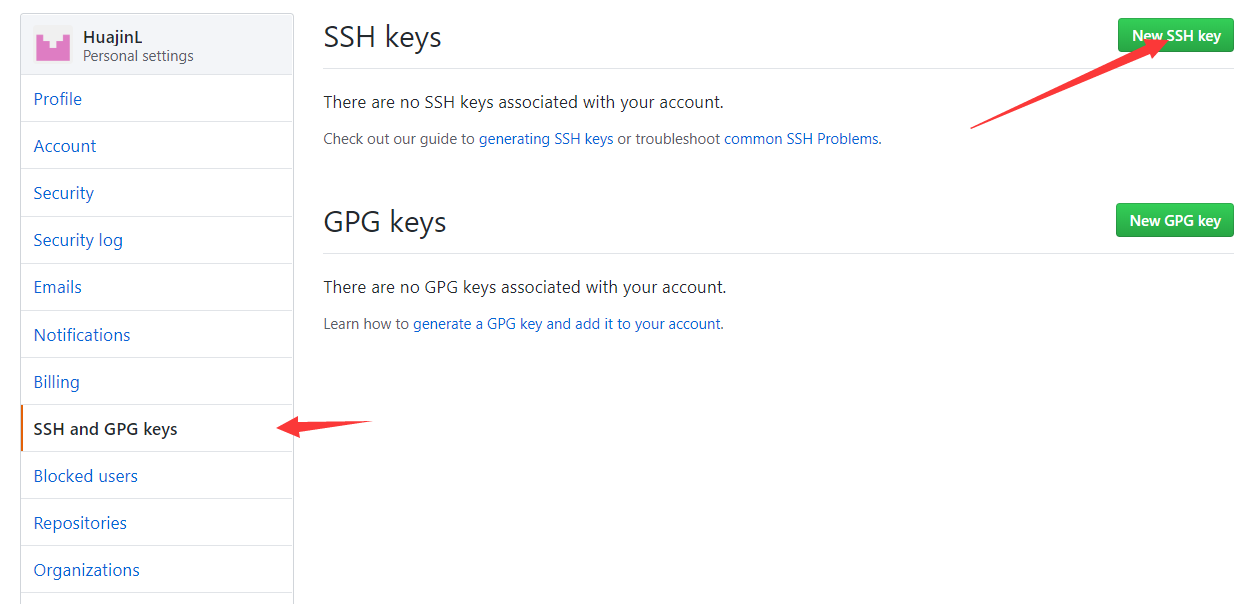 HuajinL
Personal settings
Profile
Account
Security
Security log
Emails
Notifications
Billing
SSH and GPG keys
Blocked users
Repositories
Organizations
SSH keys
New SSH key
There are no SSH keys associated with your account.
Check out our guide to generating SSH keys or troubleshoot common SSH Problems.
GPG keys
New GPG key
There are no GPG keys associated with your account.
Learn how to generate a GPG key and add it to your account.